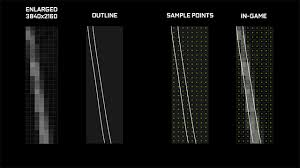 ENLARGED
3840x2160
OUTLINE
SAMPLE POINTS
IN-GAME